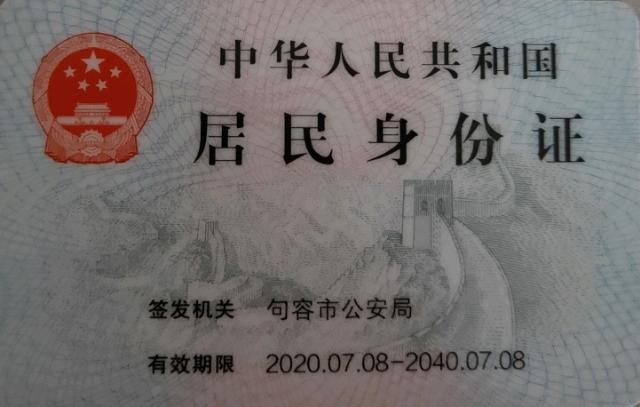 中华人民共和国
居民身份证
签发机关 句容市公安局
有效期限 2020.07.08-2040.07.08